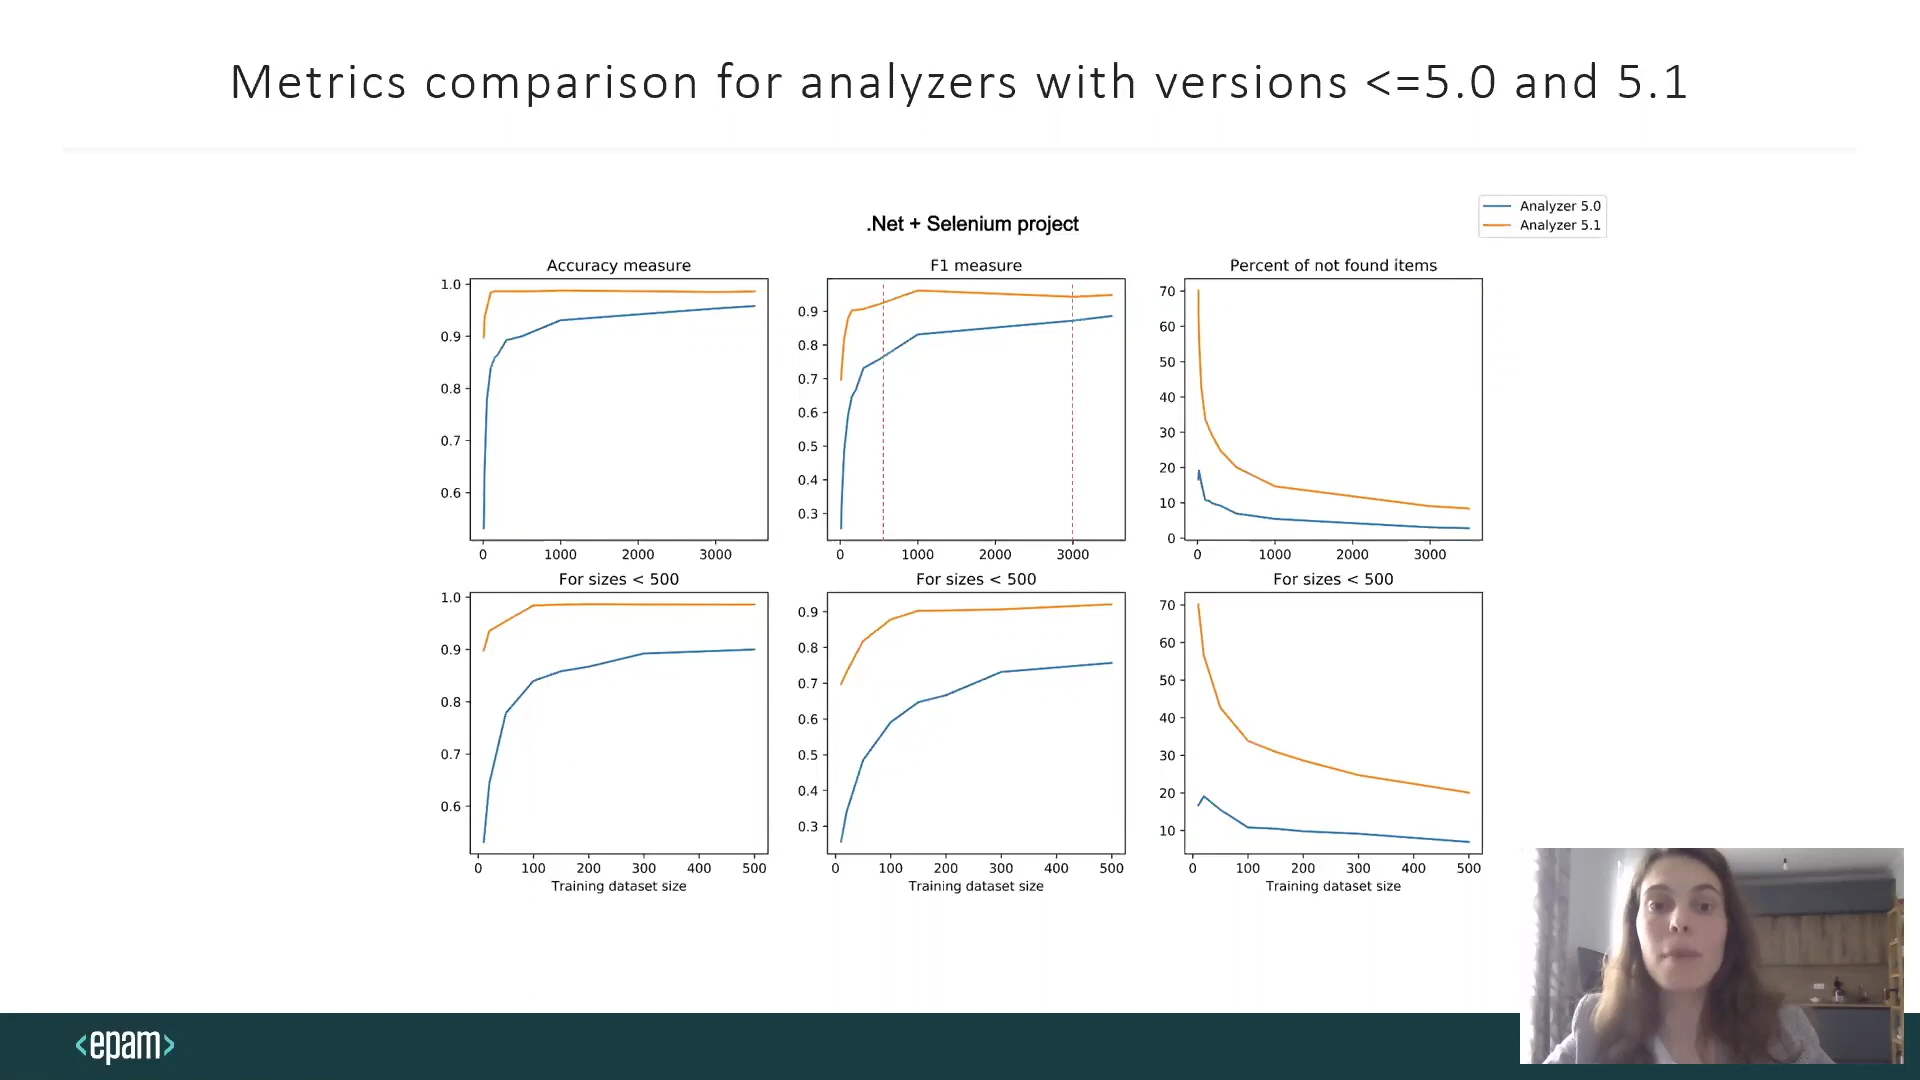 Metrics comparison for analyzers with versions <=5.0 and 5.1
.Net + Selenium project
Analyzer 5.0
Analyzer 5.1
Accuracy measure
1.0
0.9
0.8
0.7
0.6
0 1000 2000 3000
F1 measure
0.9
0.8
0.7
0.6
0.5
0.4
0.3
0 1000 2000 3000
Percent of not found items
70
60
50
40
30
20
10
0
0 1000 2000 3000
For sizes < 500
1.0
0.9
0.8
0.7
0.6
0 100 200 300 400 500
Training dataset size
For sizes < 500
0.9
0.8
0.7
0.6
0.5
0.4
0.3
0 100 200 300 400 500
Training dataset size
For sizes < 500
70
60
50
40
30
20
10
0 100 200 300 400 500
Training dataset size
<epam>